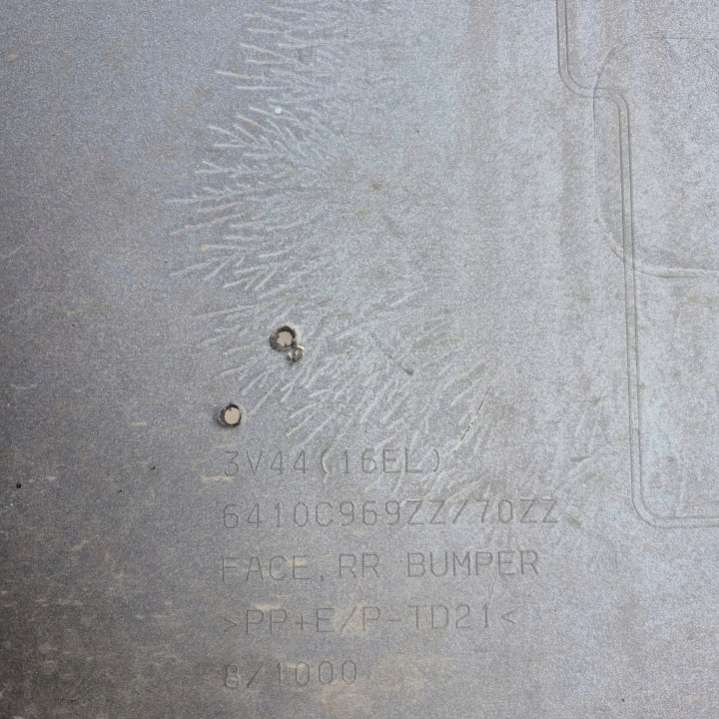 3V44(16EL)
6410C969ZZ/70ZZ
FACE,RR BUMPER
>PP+E/P-TD21<
8/1000